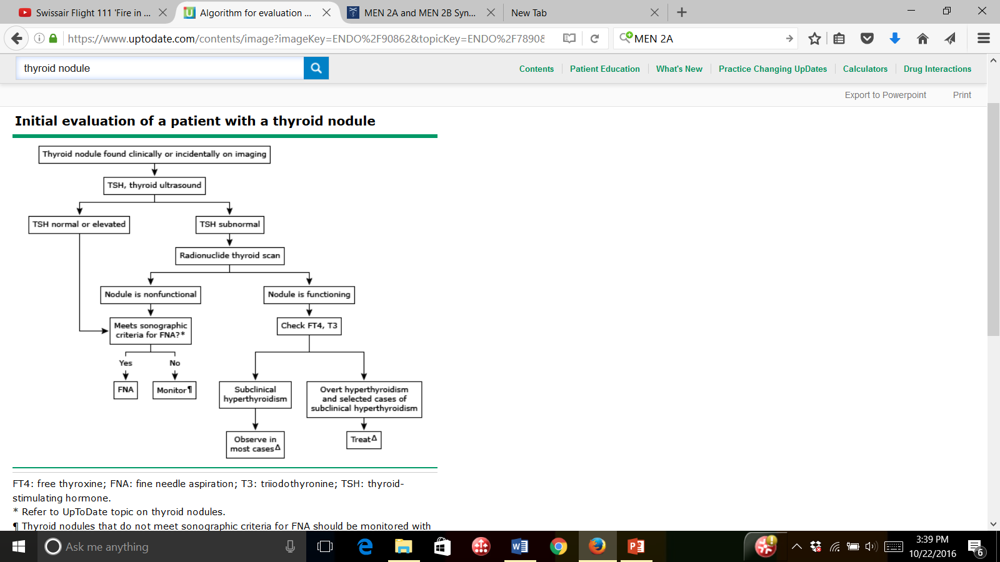 Swissair Flight 111 'Fire in ...
Algorithm for evaluation ...
MEN 2A and MEN 2B Syn...
New Tab
https://www.uptodate.com/contents/image?imageKey=ENDO%2F90862&topicKey=ENDO%2F78908
MEN 2A
thyroid nodule
Contents
Patient Education
What's New
Practice Changing UpDates
Calculators
Drug Interactions
Export to Powerpoint
Print
Initial evaluation of a patient with a thyroid nodule
Thyroid nodule found clinically or incidentally on imaging
TSH, thyroid ultrasound
TSH normal or elevated
TSH subnormal
Radionuclide thyroid scan
Nodule is nonfunctional
Nodule is functioning
Meets sonographic
criteria for FNA?*
Check FT4, T3
Yes
No
FNA
Monitor¶
Subclinical
hyperthyroidism
Overt hyperthyroidism
and selected cases of
subclinical hyperthyroidism
Observe in
most casesΔ
TreatΔ
FT4: free thyroxine; FNA: fine needle aspiration; T3: triiodothyronine; TSH: thyroid-
stimulating hormone.
* Refer to UpToDate topic on thyroid nodules.
¶ Thyroid nodules that do not meet sonographic criteria for FNA should be monitored with
Ask me anything
3:39 PM
10/22/2016
6